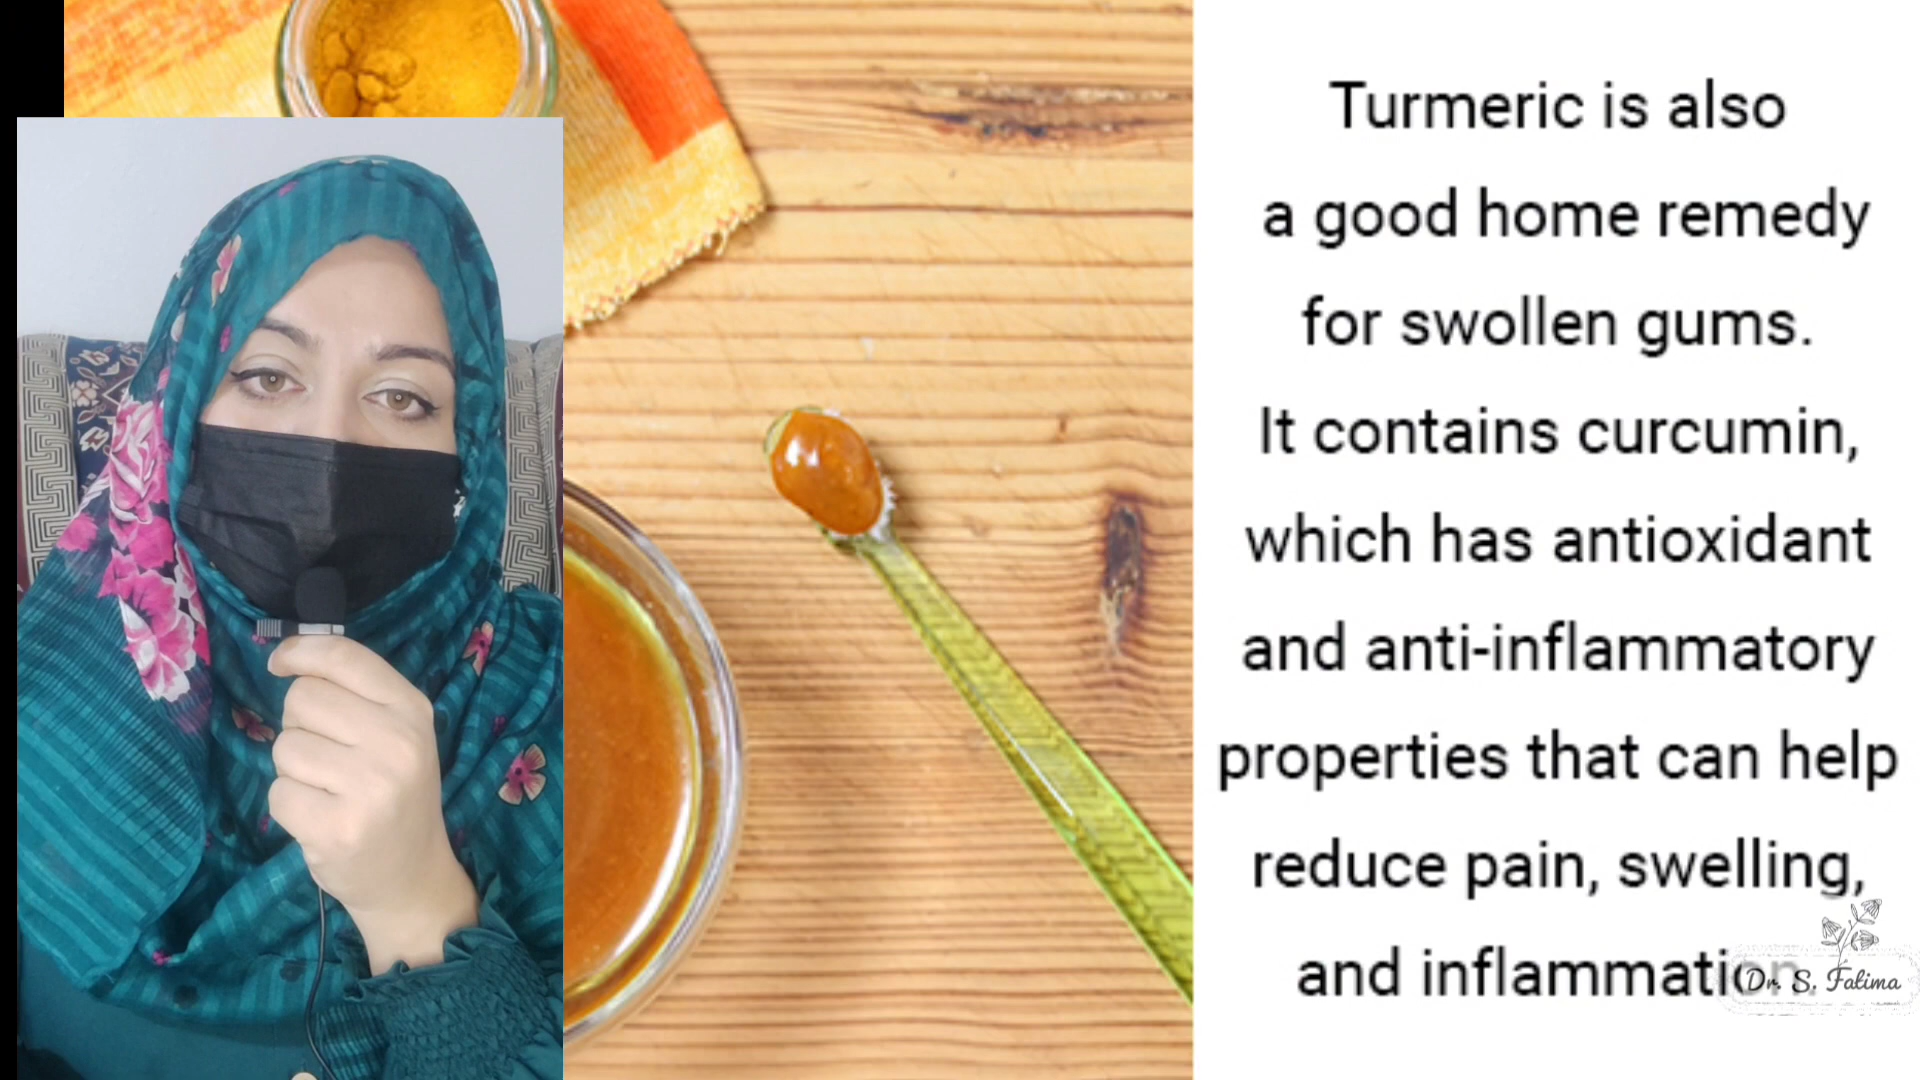 Turmeric is also
a good home remedy
for swollen gums.
It contains curcumin,
which has antioxidant
and anti-inflammatory
properties that can help
reduce pain, swelling,
and inflammation.
Dr. S. Fatima